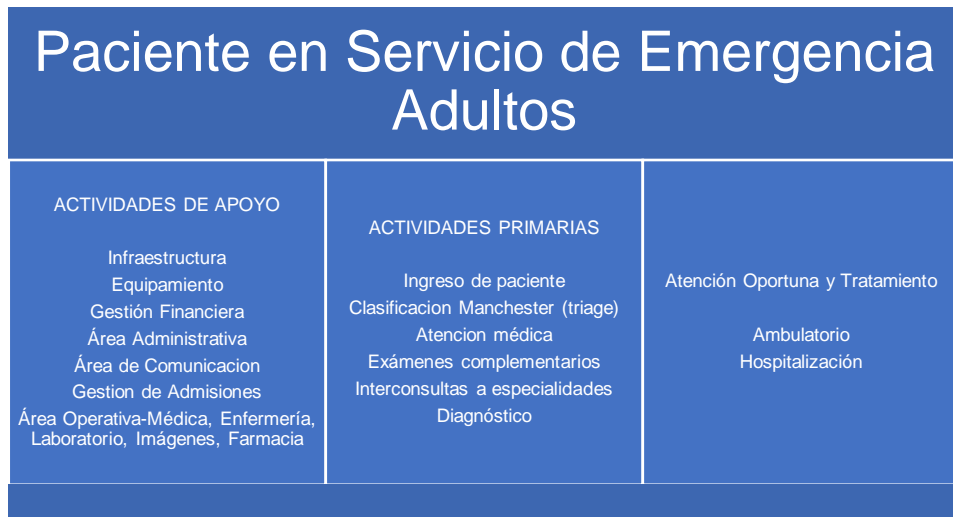 Paciente en Servicio de Emergencia
Adultos
ACTIVIDADES DE APOYO
Infraestructura
Equipamiento
Gestión Financiera
Área Administrativa
Área de Comunicacion
Gestion de Admisiones
Área Operativa-Médica, Enfermería,
Laboratorio, Imágenes, Farmacia
ACTIVIDADES PRIMARIAS
Ingreso de paciente
Clasificacion Manchester (triage)
Atencion médica
Exámenes complementarios
Interconsultas a especialidades
Diagnóstico
Atención Oportuna y Tratamiento
Ambulatorio
Hospitalización